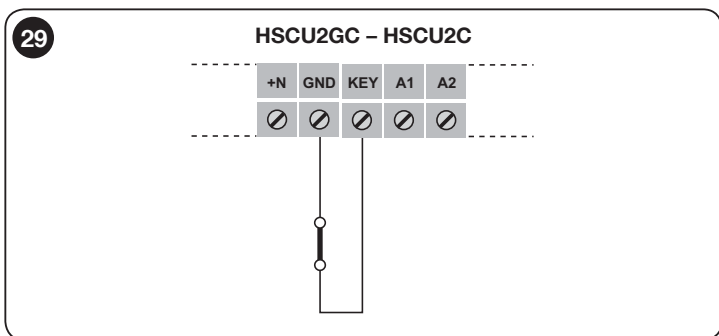 29
HSCU2GC – HSCU2C
+N GND KEY A1 A2